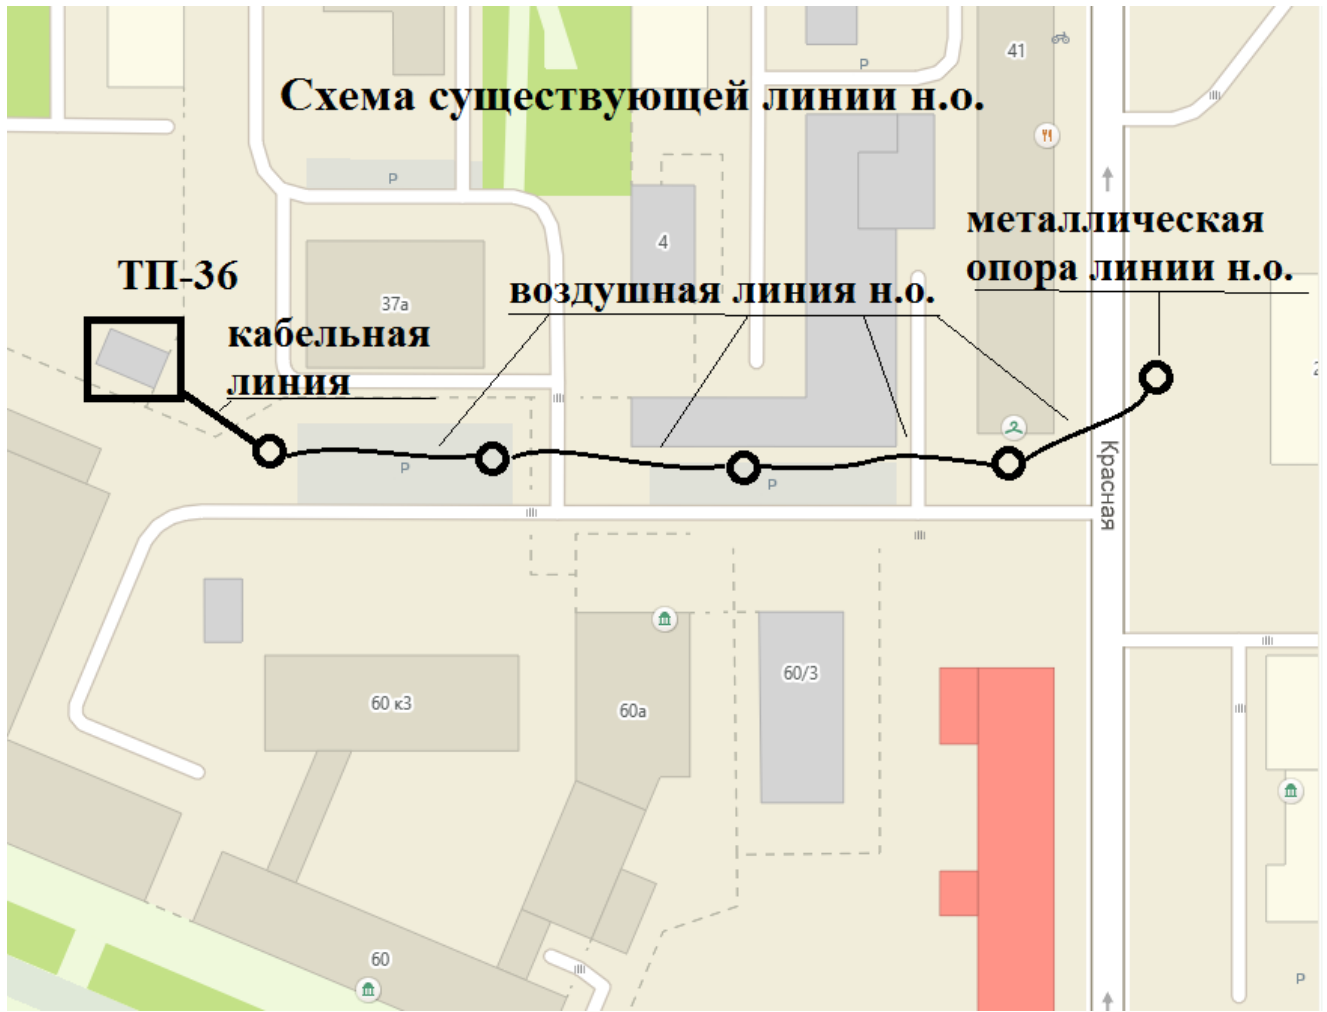 41
P
Схема существующей линии н.о.
P
металлическая
опора линии н.о.
4
ТП-36
воздушная линия н.о.
37а
кабельная
линия
P
P
Красная
60 к3
60а
60/3
60
P